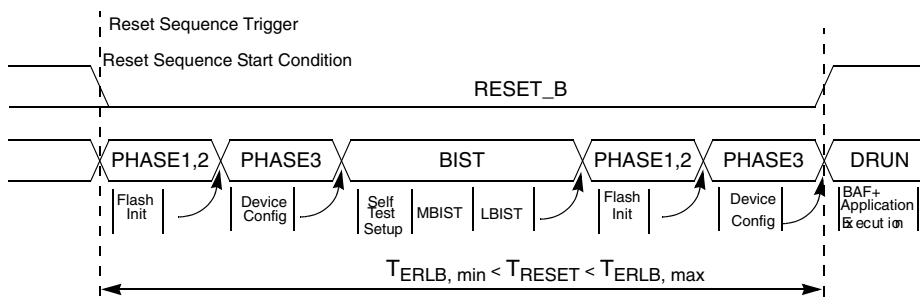 Reset Sequence Trigger
Reset Sequence Start Condition
RESET_B
PHASE1,2 PHASE3 BIST PHASE1,2 PHASE3 DRUN
Flash Init
Device Config
Self Test Setup
MBIST
LBIST
Flash Init
Device Config
BAF+ Application Execution
TERLB, min < TRESET < TERLB, max